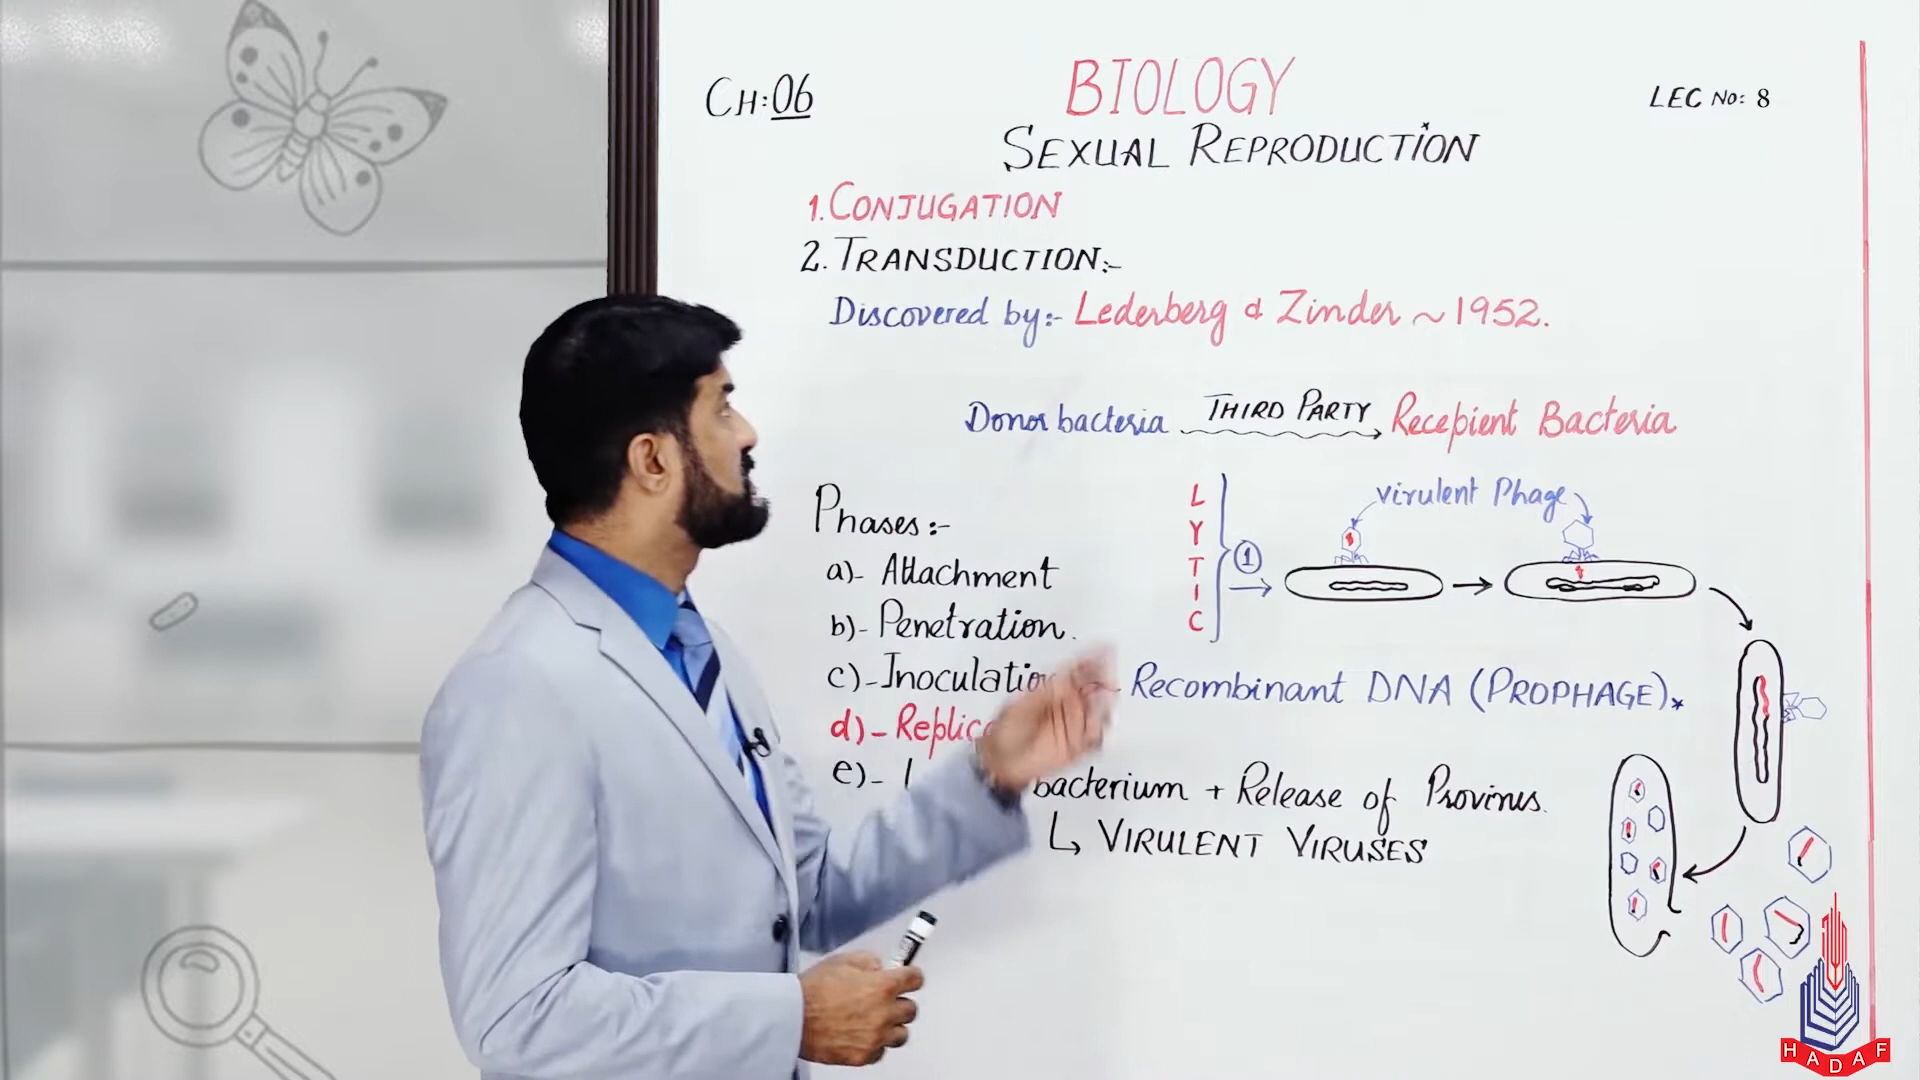 CH:06
BIOLOGY
LEC No: 8
SEXUAL REPRODUCTION
1. CONJUGATION
2. TRANSDUCTION:-
Discovered by:- Lederberg & Zinder ~ 1952.
Donor bacteria THIRD PARTY Recepient Bacteria
Phases:-
LYTIC
1
virulent Phage
a)- Attachment
b)- Penetration.
c)- Inoculation Recombinant DNA (PROPHAGE).*
d)-
e)- bacterium + Release of Provirus.
↳ VIRULENT VIRUSES
HADAF